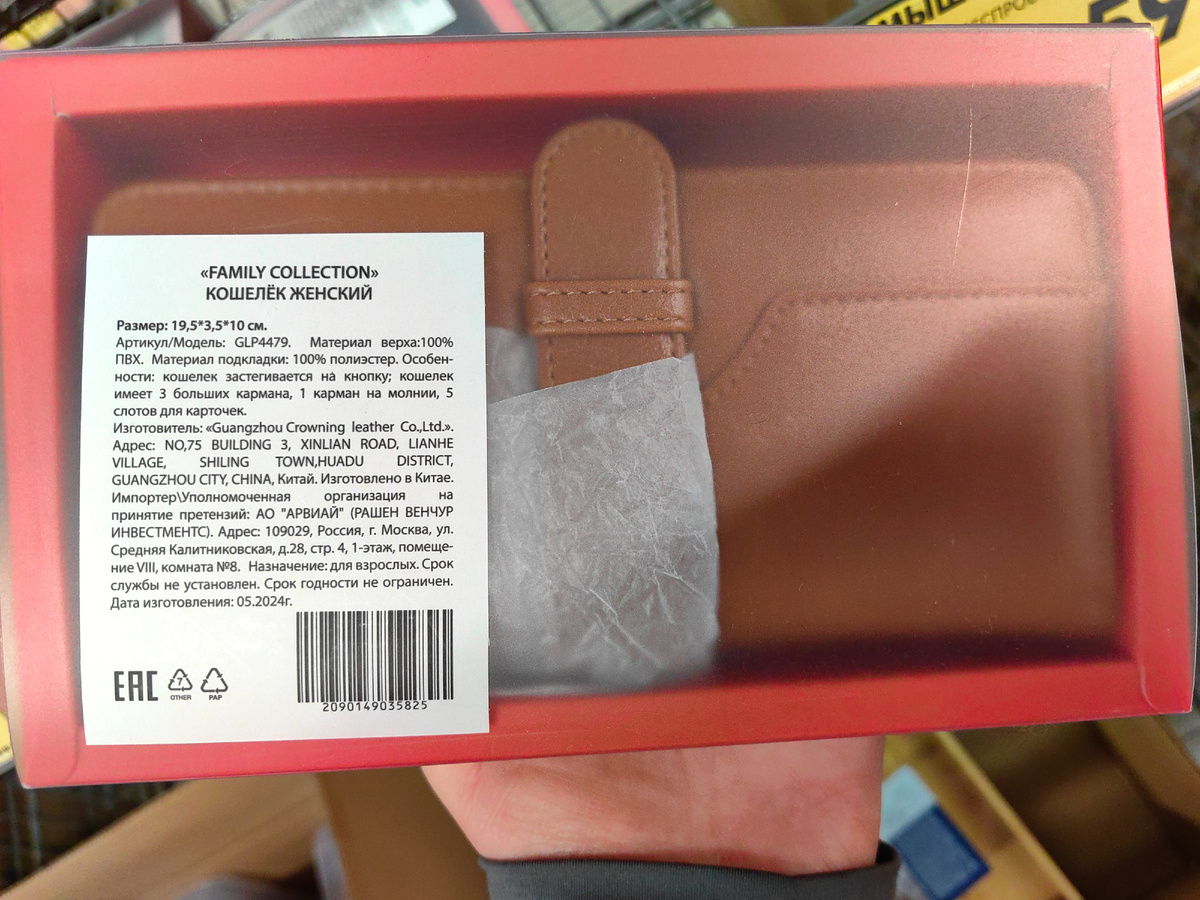 59
«FAMILY COLLECTION»
КОШЕЛЁК ЖЕНСКИЙ
Размер: 19,5*3,5*10 см.
Артикул/Модель: GLP4479. Материал верха:100%
ПВХ. Материал подкладки: 100% полиэстер. Особен-
ности: кошелек застегивается на кнопку; кошелек
имеет 3 больших кармана, 1 карман на молнии, 5
слотов для карточек.
Изготовитель: «Guangzhou Crowning leather Co.,Ltd.».
Адрес: NO,75 BUILDING 3, XINLIAN ROAD, LIANHE
VILLAGE, SHILING TOWN,HUADU DISTRICT,
GUANGZHOU CITY, CHINA, Китай. Изготовлено в Китае.
Импортер\Уполномоченная организация на
принятие претензий: АО "АРВИАЙ" (РАШЕН ВЕНЧУР
ИНВЕСТМЕНТС). Адрес: 109029, Россия, г. Москва, ул.
Средняя Калитниковская, д.28, стр. 4, 1-этаж, помеще-
ние VIII, комната №8. Назначение: для взрослых. Срок
службы не установлен. Срок годности не ограничен.
Дата изготовления: 05.2024г.
EAC 7 OTHER PAP
2090149035825